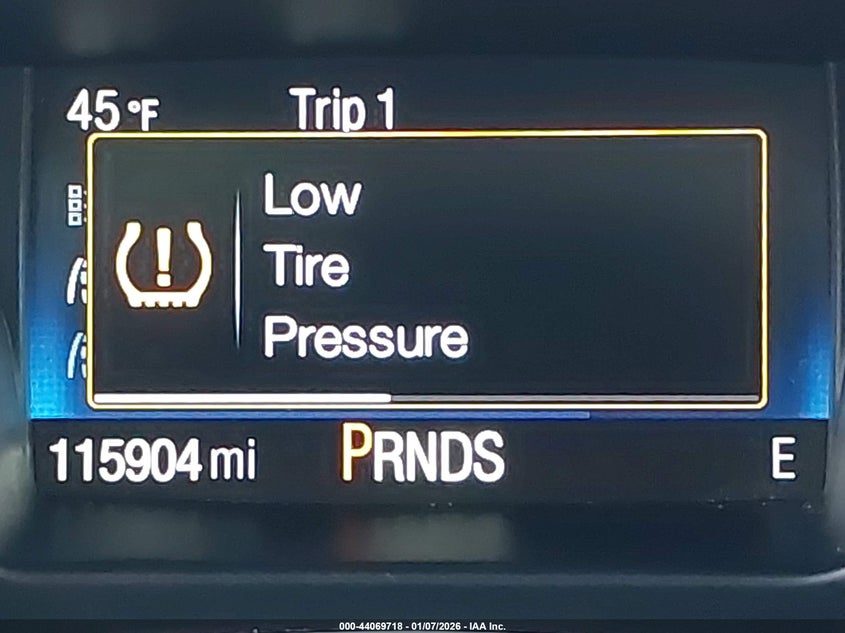 45 °F Trip 1
Low
Tire
Pressure
115904 mi PRNDS E
000-44069718 - 01/07/2026 - IAA Inc.